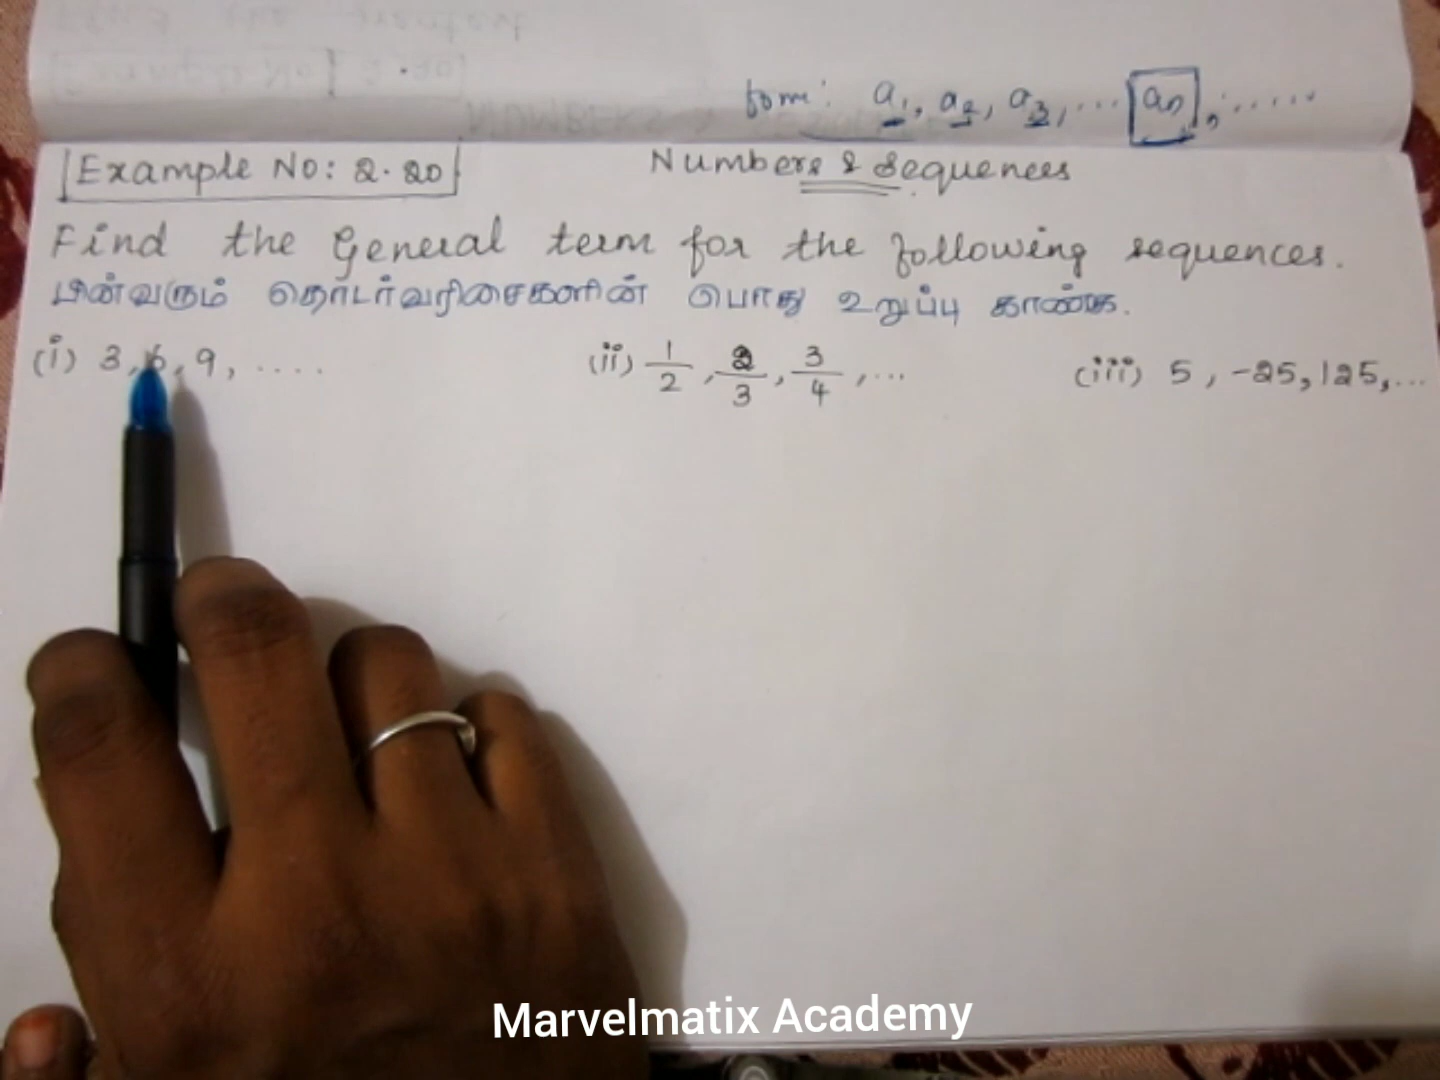 form: a₁, a₂, a₃, ... aₙ, ......
Example No: 2.20
Numbers & Sequences
Find the General term for the following sequences.
பின்வரும் தொடர்வரிசைகளின் பொது உறுப்பு காண்க.
(i) 3, 6, 9, .... (ii) 1/2, 2/3, 3/4, ... (iii) 5, -25, 125, ...
Marvelmatix Academy